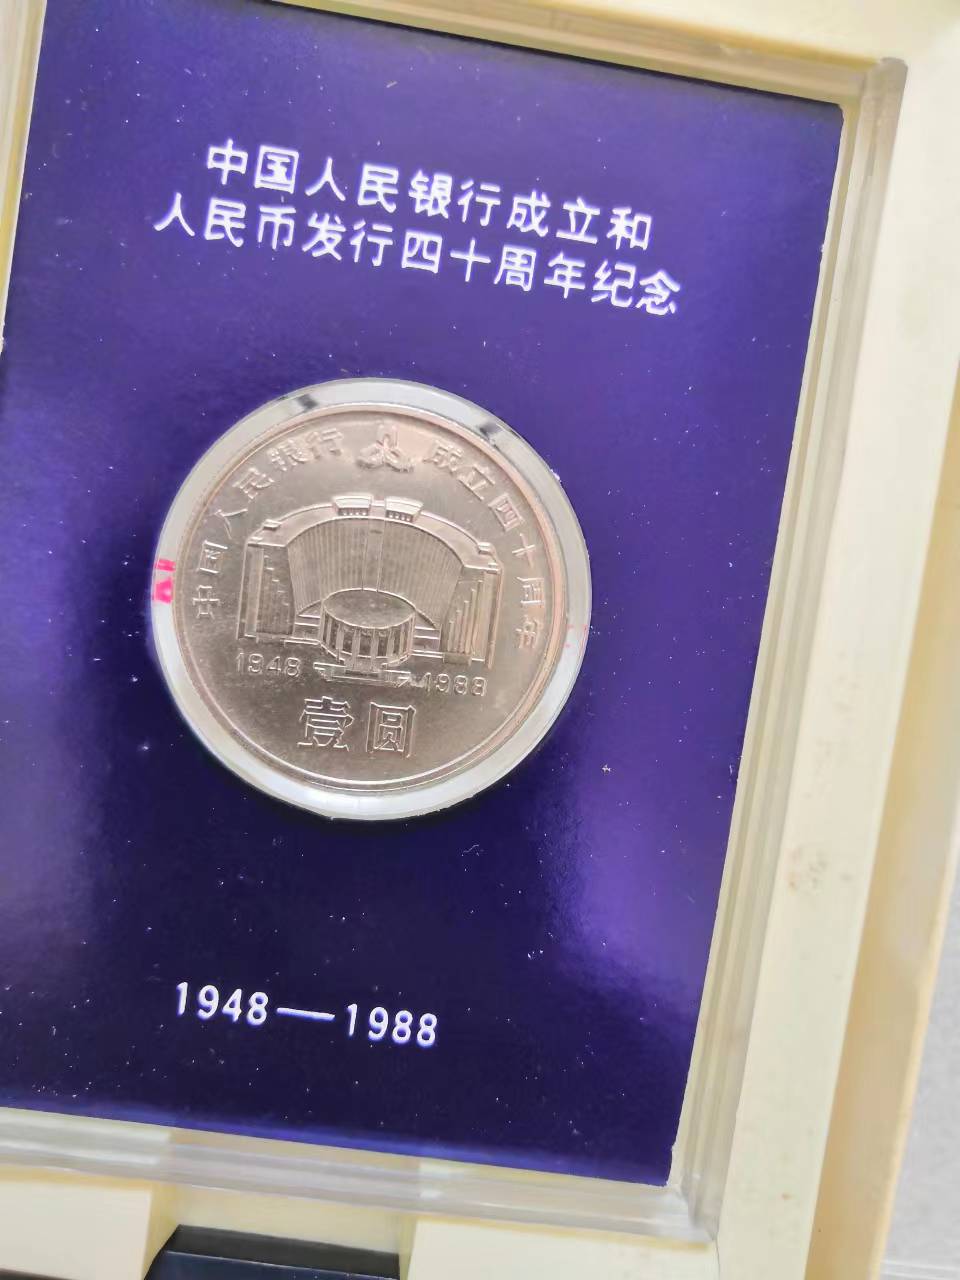 中国人民银行成立和
人民币发行四十周年纪念
中国人民银行 成立四十周年
1948 1988
壹圆
1948—1988